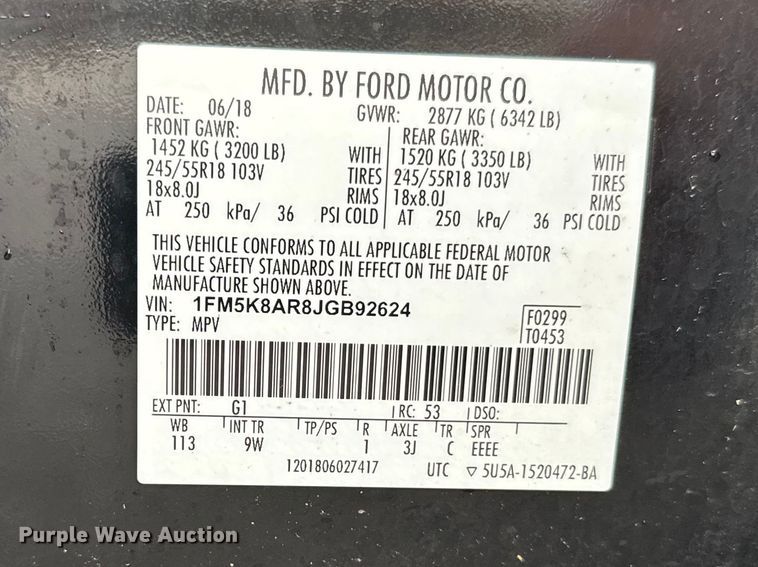 MFD. BY FORD MOTOR CO.
DATE: 06/18 GVWR: 2877 KG ( 6342 LB)
FRONT GAWR: REAR GAWR:
1452 KG ( 3200 LB) WITH 1520 KG ( 3350 LB) WITH
245/55R18 103V TIRES 245/55R18 103V TIRES
18x8.0J RIMS 18x8.0J RIMS
AT 250 kPa/ 36 PSI COLD AT 250 kPa/ 36 PSI COLD
THIS VEHICLE CONFORMS TO ALL APPLICABLE FEDERAL MOTOR
VEHICLE SAFETY STANDARDS IN EFFECT ON THE DATE OF
MANUFACTURE SHOWN ABOVE.
VIN: 1FM5K8AR8JGB92624 F0299
TYPE: MPV T0453
EXT PNT: G1 RC: 53 DSO:
WB INT TR TP/PS R AXLE TR SPR
113 9W 1 3J C EEEE
1201806027417 UTC ▽ 5U5A-1520472-BA
Purple Wave Auction